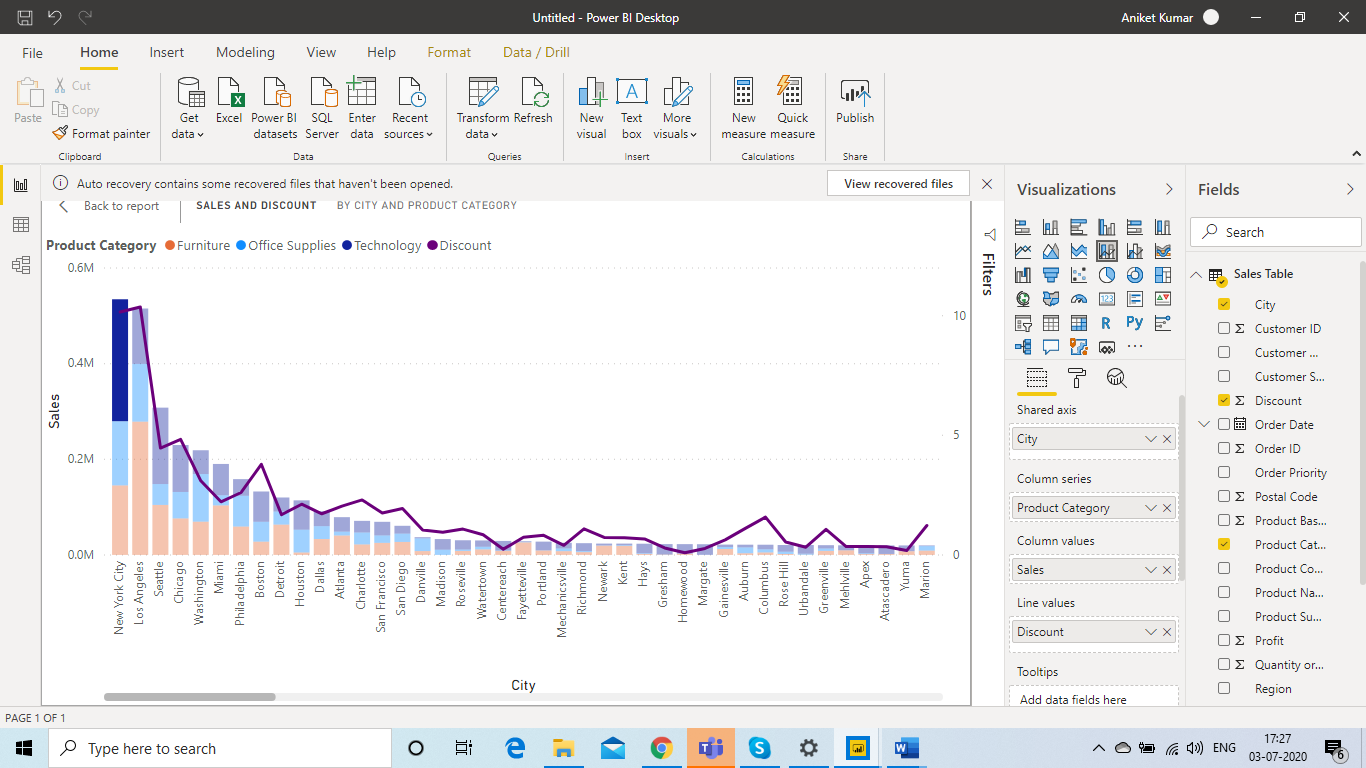 Untitled - Power BI Desktop
Aniket Kumar
File Home Insert Modeling View Help Format Data / Drill
Paste
Cut
Copy
Format painter
Clipboard
Get data
Excel
Power BI datasets
SQL Server
Enter data
Recent sources
Data
Transform data
Refresh
Queries
New visual
Text box
More visuals
Insert
New measure
Quick measure
Calculations
Publish
Share
Auto recovery contains some recovered files that haven't been opened.
View recovered files
Back to report
SALES AND DISCOUNT
BY CITY AND PRODUCT CATEGORY
Product Category Furniture Office Supplies Technology Discount
0.6M
0.4M
0.2M
0.0M
Sales
10
5
0
New York City
Los Angeles
Seattle
Chicago
Washington
Miami
Philadelphia
Boston
Detroit
Houston
Dallas
Atlanta
Charlotte
San Francisco
San Diego
Danville
Madison
Roseville
Watertown
Centereach
Fayetteville
Portland
Mechanicsville
Richmond
Newark
Kent
Hays
Gresham
Homewood
Margate
Gainesville
Auburn
Columbus
Rose Hill
Urbandale
Greenville
Mehlville
Apex
Atascadero
Yuma
Marion
City
Filters
Visualizations
123
R
Py
Shared axis
City
Column series
Product Category
Column values
Sales
Line values
Discount
Tooltips
Add data fields here
Fields
Search
Sales Table
City
Σ Customer ID
Customer ...
Customer S...
Σ Discount
Order Date
Σ Order ID
Order Priority
Σ Postal Code
Σ Product Bas...
Product Cat...
Product Co...
Product Na...
Product Su...
Σ Profit
Σ Quantity or...
Region
PAGE 1 OF 1
Type here to search
ENG
17:27
03-07-2020
6